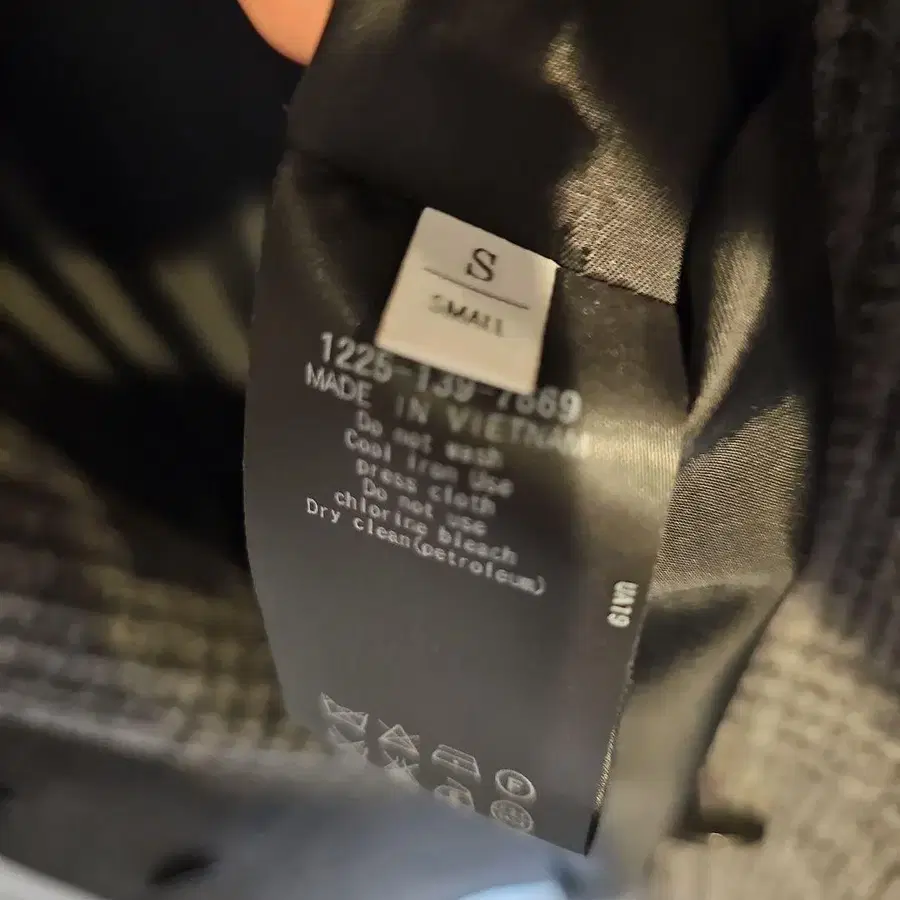 S
SMALL
1225-139-7669
MADE IN VIETNAM
Do not wash
Cool iron Use
press cloth
Do not use
chlorine bleach
Dry clean(petroleum)
UA19
F